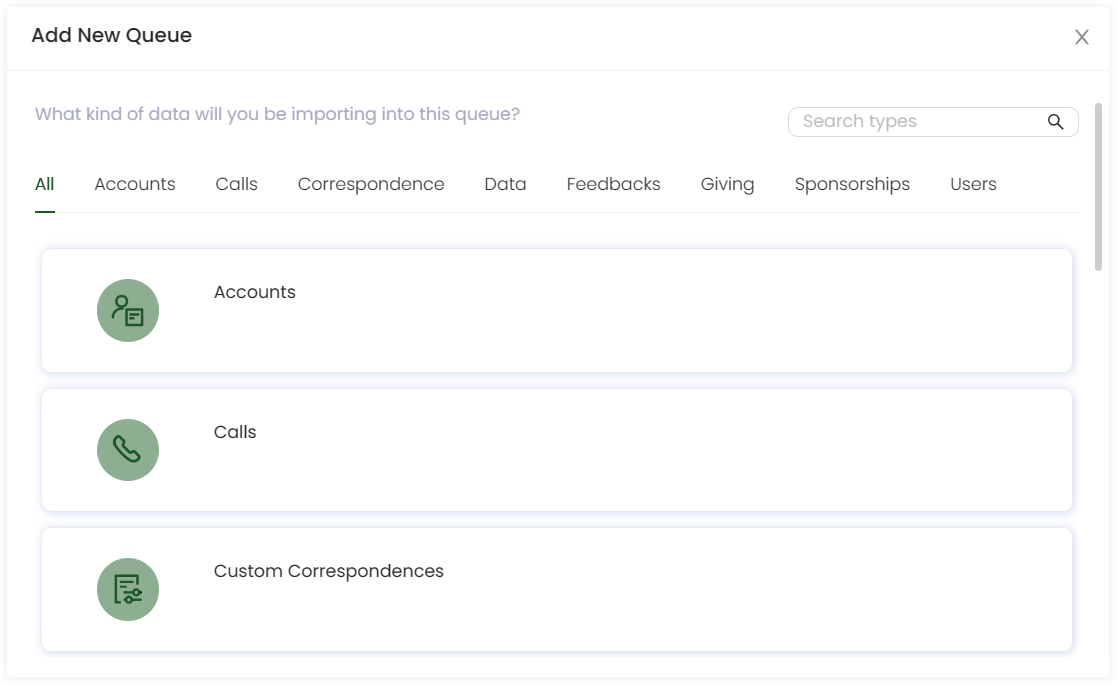 Add New Queue
What kind of data will you be importing into this queue?
Search types
All Accounts Calls Correspondence Data Feedbacks Giving Sponsorships Users
Accounts
Calls
Custom Correspondences